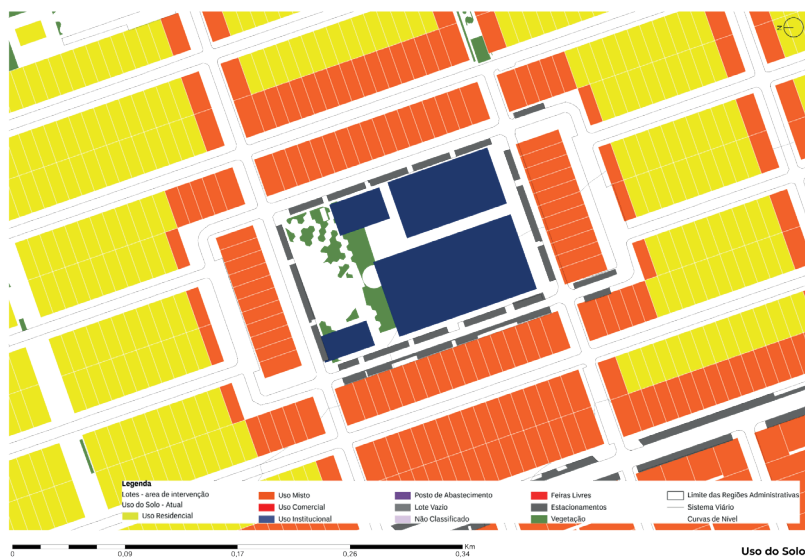 N
Legenda
Lotes - area de intervenção
Uso do Solo - Atual
Uso Residencial
Uso Misto
Uso Comercial
Uso Institucional
Posto de Abastecimento
Lote Vazio
Não Classificado
Feiras Livres
Estacionamentos
Vegetação
Limite das Regiões Administrativas
Sistema Viário
Curvas de Nível
Km
0 0,09 0,17 0,26 0,34
Uso do Solo